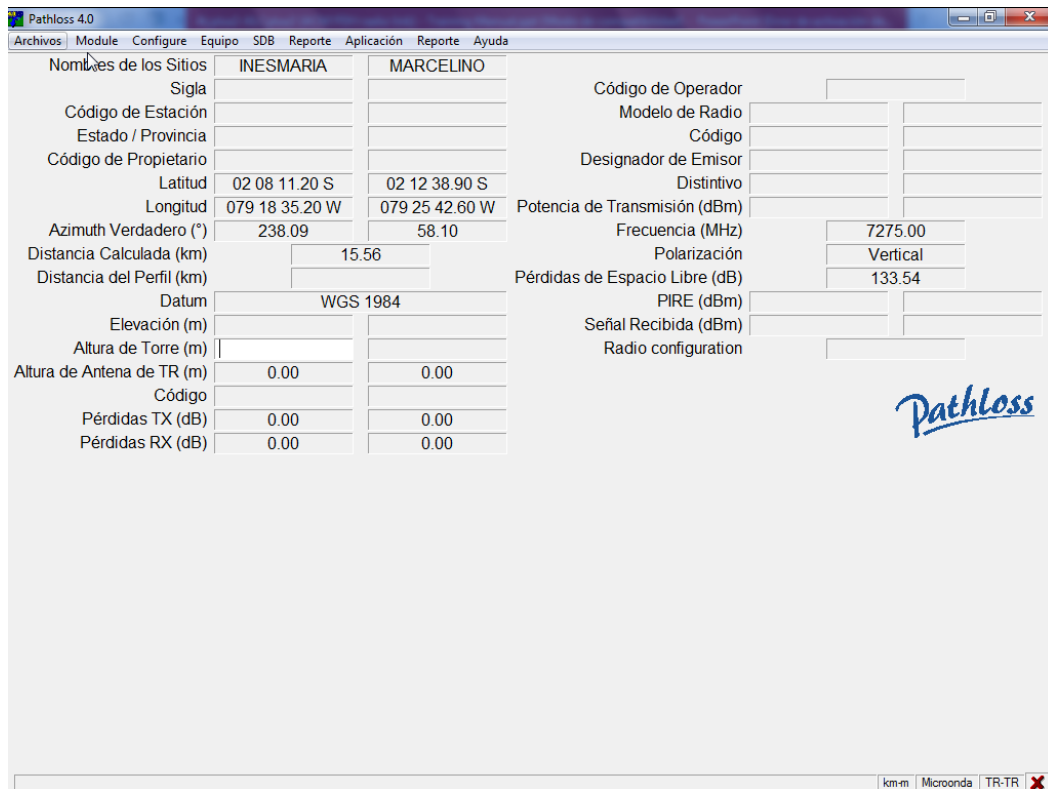 Pathloss 4.0
Archivos Module Configure Equipo SDB Reporte Aplicación Reporte Ayuda
Nombres de los Sitios INESMARIA MARCELINO
Sigla Código de Operador
Código de Estación Modelo de Radio
Estado / Provincia Código
Código de Propietario Designador de Emisor
Latitud 02 08 11.20 S 02 12 38.90 S Distintivo
Longitud 079 18 35.20 W 079 25 42.60 W Potencia de Transmisión (dBm)
Azimuth Verdadero (°) 238.09 58.10 Frecuencia (MHz) 7275.00
Distancia Calculada (km) 15.56 Polarización Vertical
Distancia del Perfil (km) Pérdidas de Espacio Libre (dB) 133.54
Datum WGS 1984 PIRE (dBm)
Elevación (m) Señal Recibida (dBm)
Altura de Torre (m) Radio configuration
Altura de Antena de TR (m) 0.00 0.00
Código
Pathloss
Pérdidas TX (dB) 0.00 0.00
Pérdidas RX (dB) 0.00 0.00
km-m Microonda TR-TR